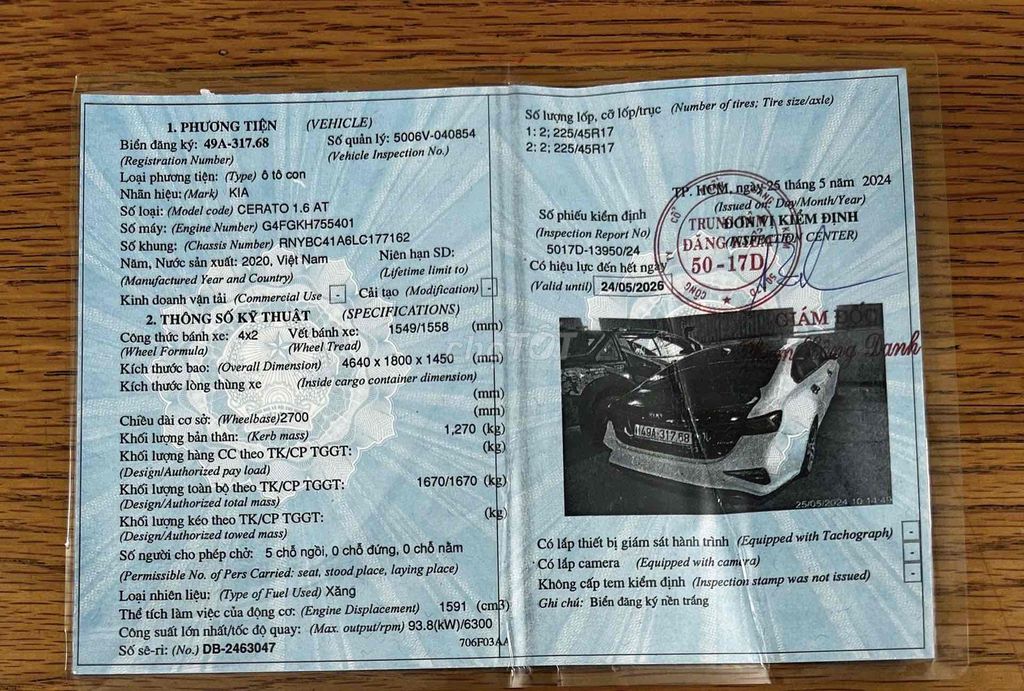 1. PHƯƠNG TIỆN (VEHICLE)
Biển đăng ký: 49A-317.68 Số quản lý: 5006V-040854
(Registration Number) (Vehicle Inspection No.)
Loại phương tiện: (Type) ô tô con
Nhãn hiệu: (Mark) KIA
Số loại: (Model code) CERATO 1.6 AT
Số máy: (Engine Number) G4FGKH755401
Số khung: (Chassis Number) RNYBC41A6LC177162
Năm, Nước sản xuất: 2020, Việt Nam Niên hạn SD:
(Manufactured Year and Country) (Lifetime limit to)
Kinh doanh vận tải (Commercial Use - Cải tạo (Modification) -
2. THÔNG SỐ KỸ THUẬT (SPECIFICATIONS)
Công thức bánh xe: 4x2 Vết bánh xe: 1549/1558 (mm)
(Wheel Formula) (Wheel Tread)
Kích thước bao: (Overall Dimension) 4640 x 1800 x 1450 (mm)
Kích thước lòng thùng xe (Inside cargo container dimension)
(mm)
Chiều dài cơ sở: (Wheelbase)2700 (mm)
Khối lượng bản thân: (Kerb mass) 1,270 (kg)
Khối lượng hàng CC theo TK/CP TGGT: (kg)
(Design/Authorized pay load)
Khối lượng toàn bộ theo TK/CP TGGT: 1670/1670 (kg)
(Design/Authorized total mass)
Khối lượng kéo theo TK/CP TGGT: (kg)
(Design/Authorized towed mass)
Số người cho phép chở: 5 chỗ ngồi, 0 chỗ đứng, 0 chỗ nằm
(Permissible No. of Pers Carried: seat, stood place, laying place)
Loại nhiên liệu: (Type of Fuel Used) Xăng
Thể tích làm việc của động cơ: (Engine Displacement) 1591 (cm3)
Công suất lớn nhất/tốc độ quay: (Max. output/rpm) 93.8(kW)/6300
Số sê-ri: (No.) DB-2463047 706F03AA
Số lượng lốp, cỡ lốp/trục (Number of tires; Tire size/axle)
1: 2; 225/45R17
2: 2; 225/45R17
TP. HCM, ngày 25 tháng 5 năm 2024
(Issued on: Day/Month/Year)
Số phiếu kiểm định ĐƠN VỊ KIỂM ĐỊNH
(Inspection Report No) (INSPECTION CENTER)
5017D-13950/24
Có hiệu lực đến hết ngày
(Valid until) 24/05/2026
TRUNG TÂM
ĐĂNG KIỂM
50-17D
GIÁM ĐỐC
Danh
choTOT
49A 317.68
25/05/2024 10:14:49
Có lắp thiết bị giám sát hành trình (Equipped with Tachograph) -
Có lắp camera (Equipped with camera) -
Không cấp tem kiểm định (Inspection stamp was not issued) -
Ghi chú: Biển đăng ký nền trắng